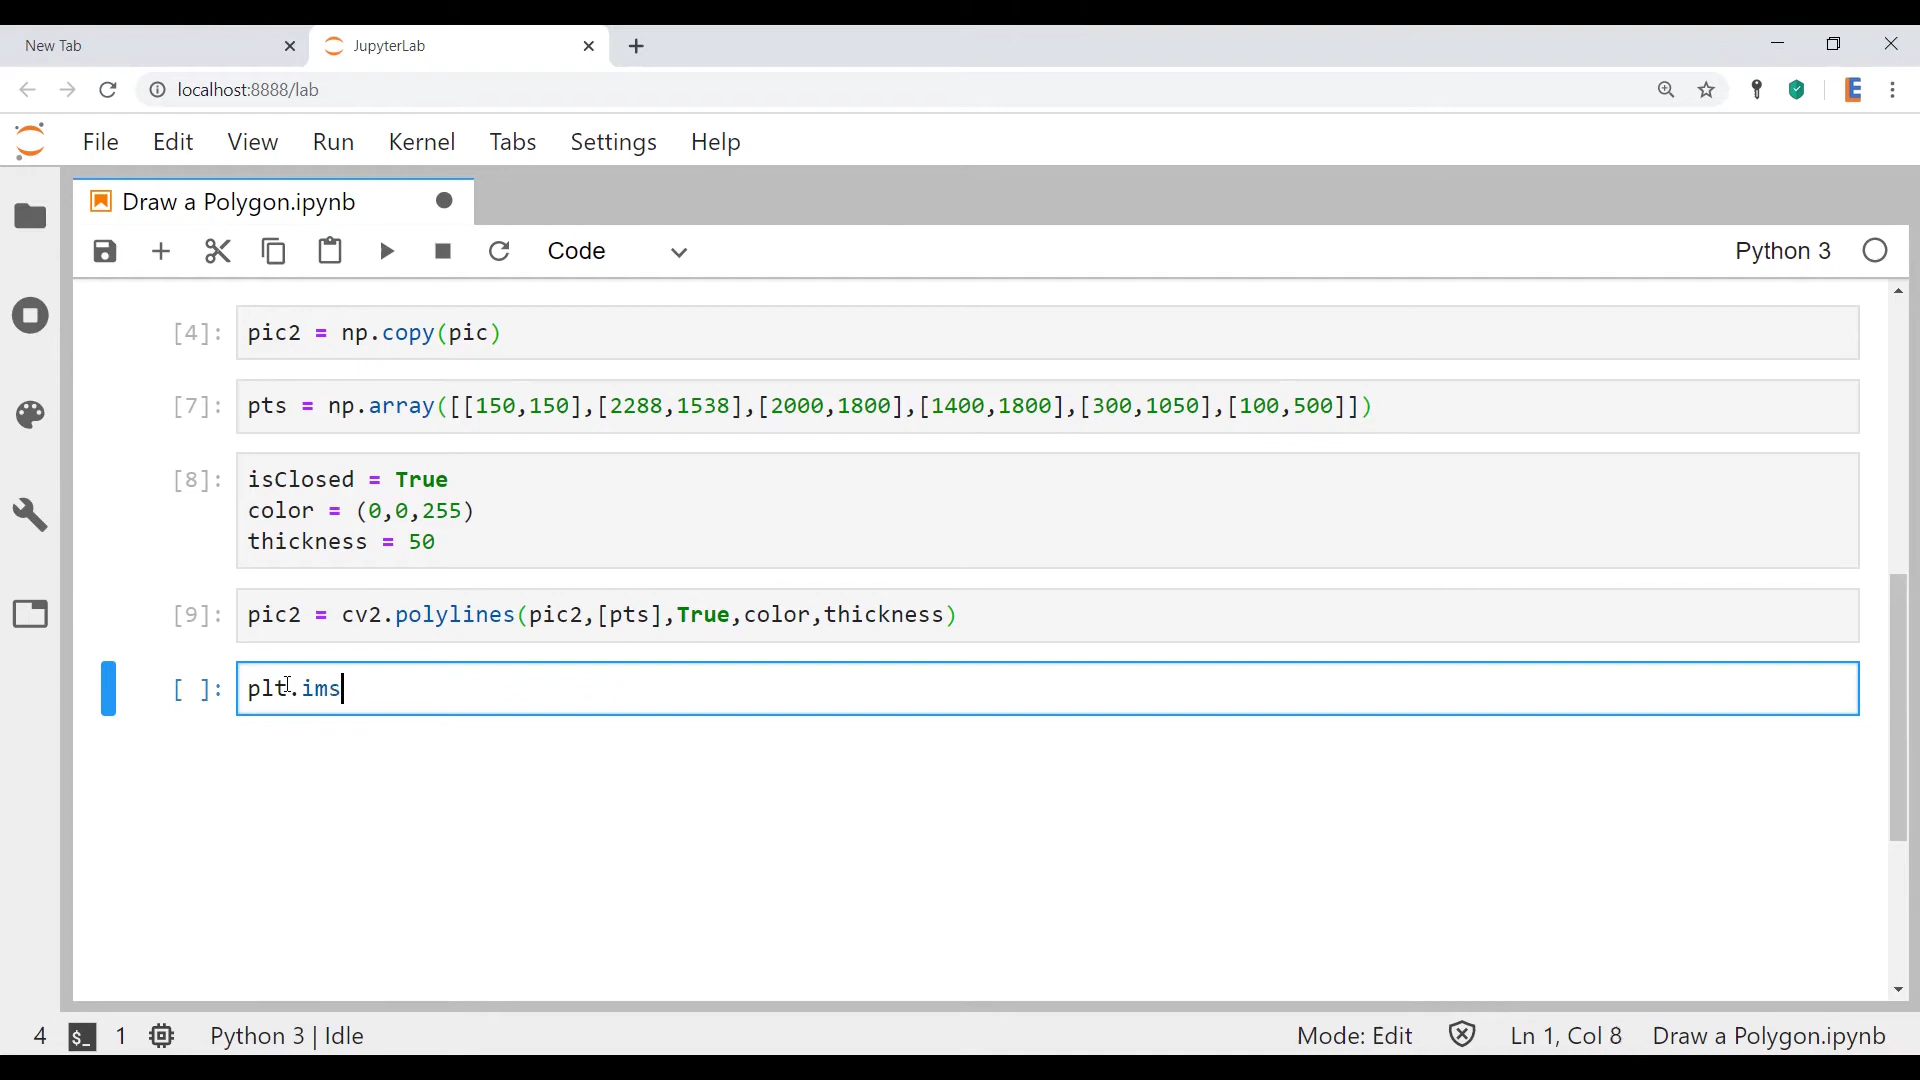 New Tab
JupyterLab
localhost:8888/lab
File Edit View Run Kernel Tabs Settings Help
Draw a Polygon.ipynb
Code
Python 3
[4]: pic2 = np.copy(pic)
[7]: pts = np.array([[150,150],[2288,1538],[2000,1800],[1400,1800],[300,1050],[100,500]])
[8]: isClosed = True
color = (0,0,255)
thickness = 50
[9]: pic2 = cv2.polylines(pic2,[pts],True,color,thickness)
[ ]: plt.ims
4 $_ 1 Python 3 | Idle Mode: Edit Ln 1, Col 8 Draw a Polygon.ipynb